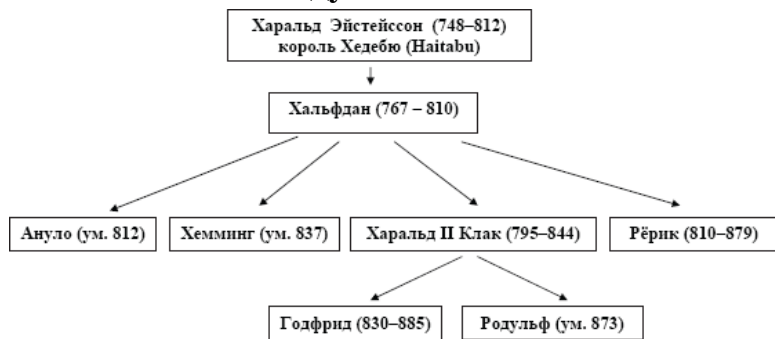 Харальд Эйстейссон (748–812)
король Хедебю (Haitabu)
Хальфдан (767 – 810)
Ануло (ум. 812)
Хемминг (ум. 837)
Харальд II Клак (795–844)
Рёрик (810–879)
Годфрид (830–885)
Родульф (ум. 873)